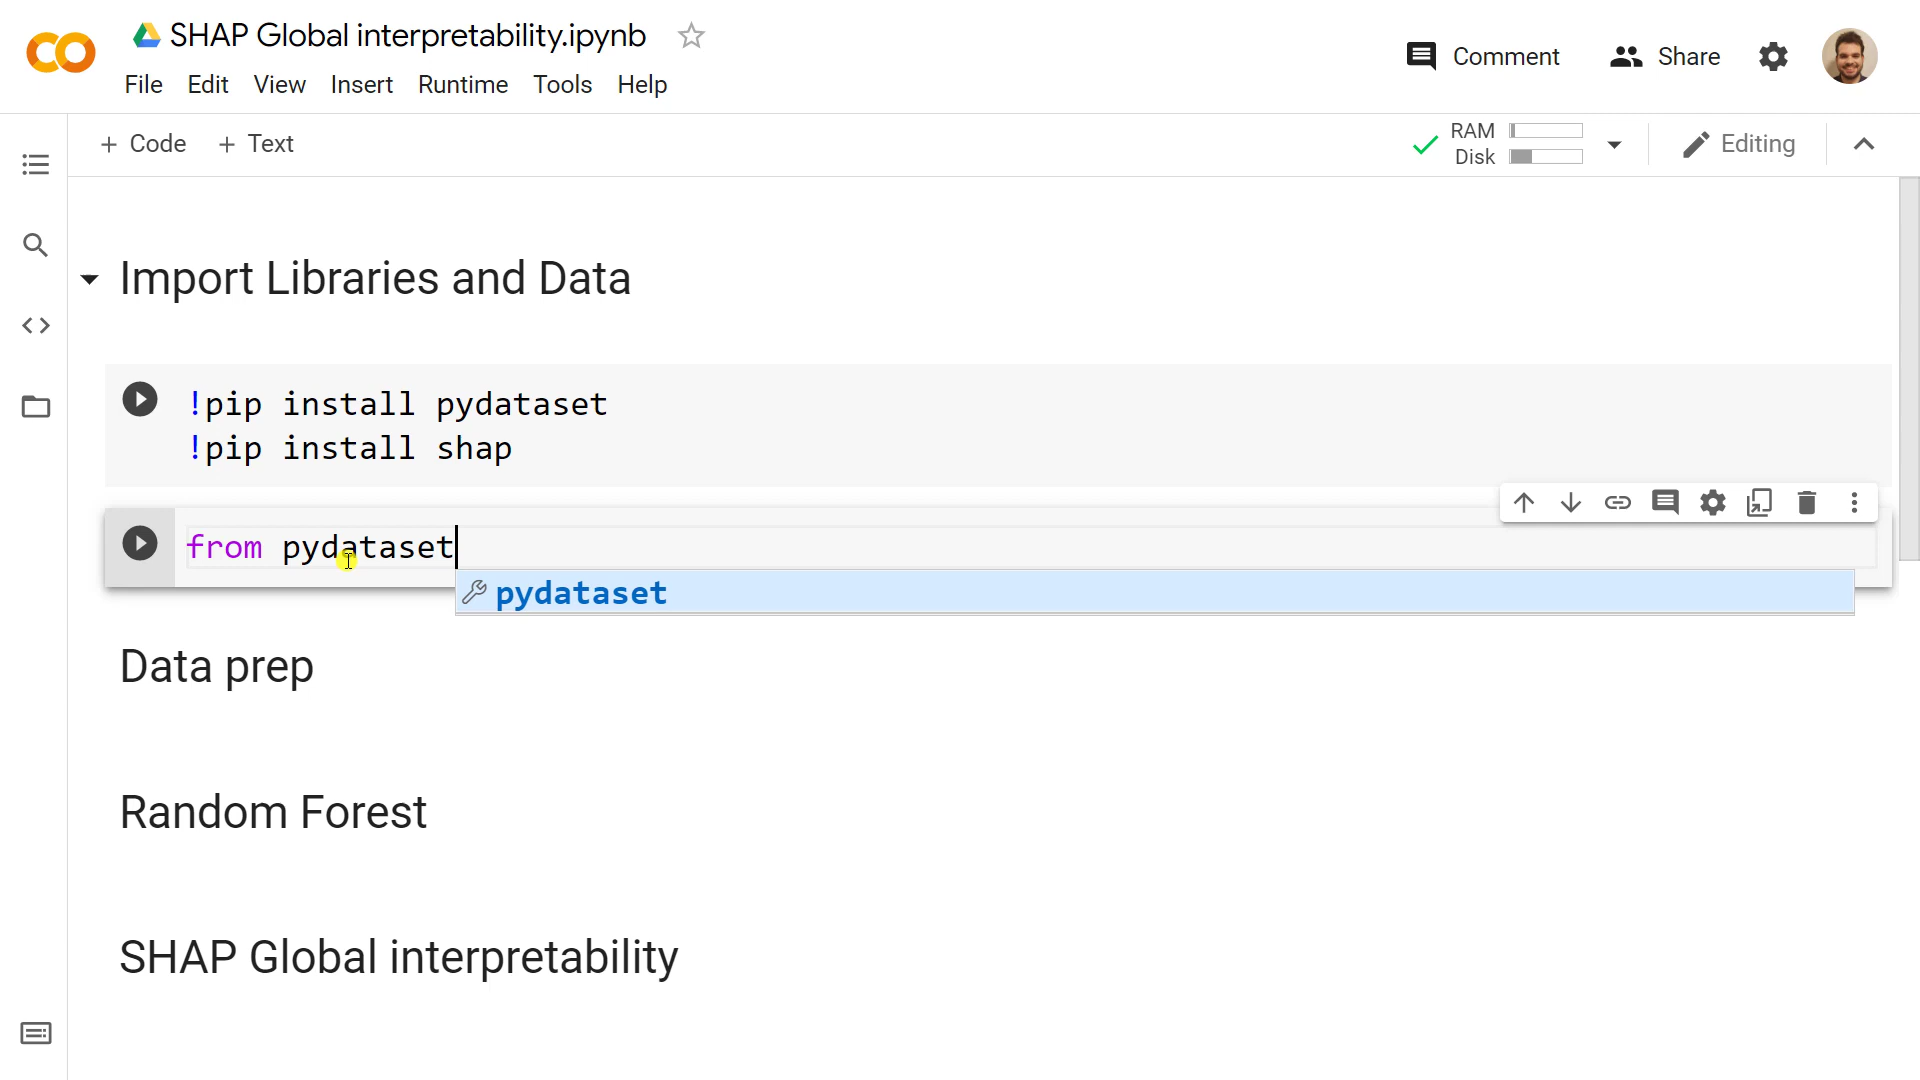 SHAP Global interpretability.ipynb
File Edit View Insert Runtime Tools Help
Comment Share
+ Code + Text
RAM
Disk
Editing
Import Libraries and Data
!pip install pydataset
!pip install shap
from pydataset
pydataset
Data prep
Random Forest
SHAP Global interpretability